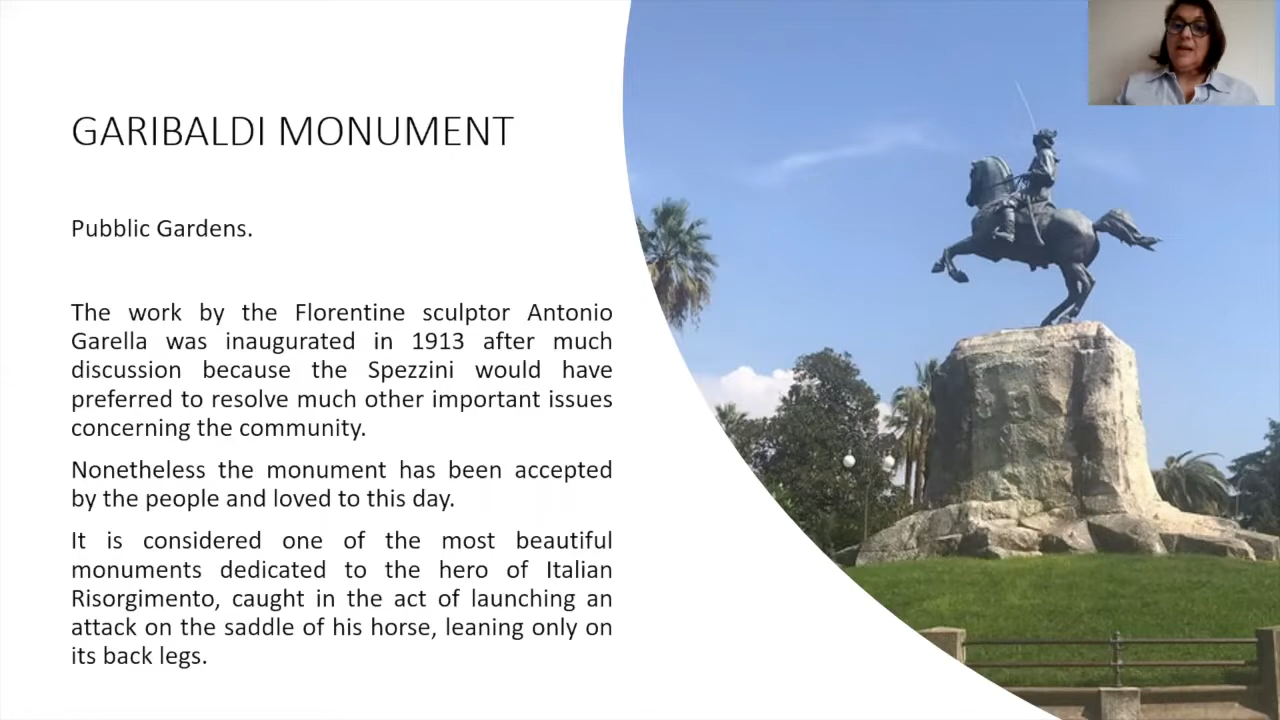 GARIBALDI MONUMENT
Pubblic Gardens.
The work by the Florentine sculptor Antonio
Garella was inaugurated in 1913 after much
discussion because the Spezzini would have
preferred to resolve much other important issues
concerning the community.
Nonetheless the monument has been accepted
by the people and loved to this day.
It is considered one of the most beautiful
monuments dedicated to the hero of Italian
Risorgimento, caught in the act of launching an
attack on the saddle of his horse, leaning only on
its back legs.